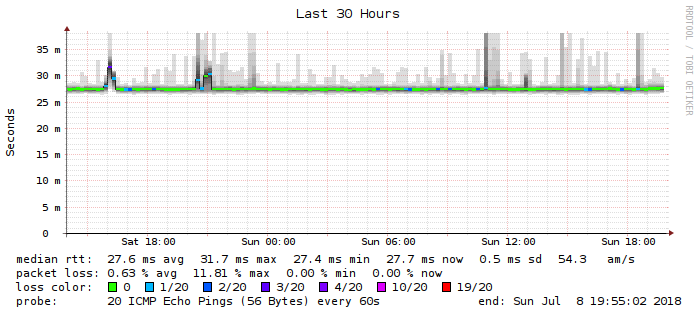 Last 30 Hours
RRDTOOL / TOBI OETIKER
Seconds
35 m
30 m
25 m
20 m
15 m
10 m
5 m
0
Sat 18:00 Sun 00:00 Sun 06:00 Sun 12:00 Sun 18:00
median rtt: 27.6 ms avg 31.7 ms max 27.4 ms min 27.7 ms now 0.5 ms sd 54.3 am/s
packet loss: 0.63 % avg 11.81 % max 0.00 % min 0.00 % now
loss color: 0 1/20 2/20 3/20 4/20 10/20 19/20
probe: 20 ICMP Echo Pings (56 Bytes) every 60s end: Sun Jul 8 19:55:02 2018